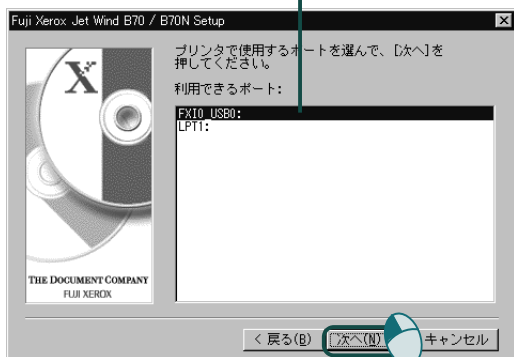 Fuji Xerox Jet Wind B70 / B70N Setup
プリンタで使用するポートを選んで、[次へ]を
押してください。
利用できるポート:
FXIO_USB0:
LPT1:
X
THE DOCUMENT COMPANY
FUJI XEROX
< 戻る(B)
次へ(N)
キャンセル